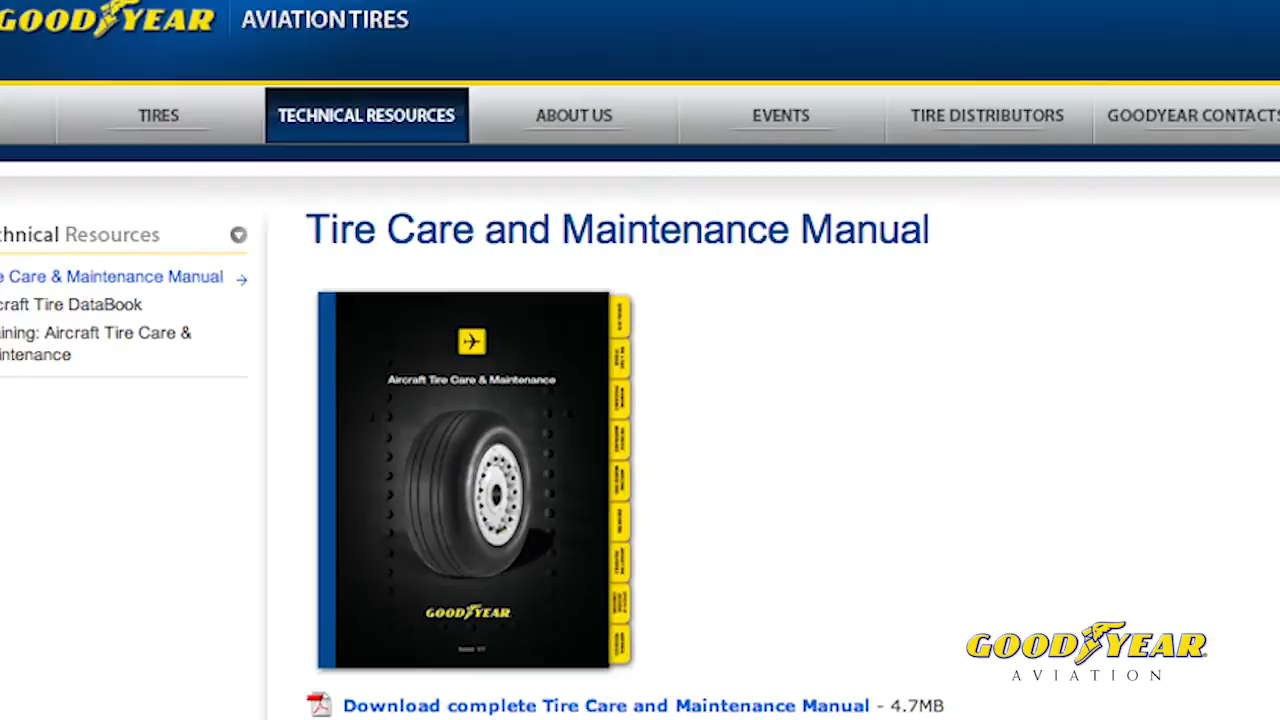 GOODYEAR AVIATION TIRES
TIRES
TECHNICAL RESOURCES
ABOUT US
EVENTS
TIRE DISTRIBUTORS
GOODYEAR CONTACTS
chnical Resources
e Care & Maintenance Manual
craft Tire DataBook
ining: Aircraft Tire Care &
intenance
Tire Care and Maintenance Manual
Aircraft Tire Care & Maintenance
GOODYEAR
Download complete Tire Care and Maintenance Manual - 4.7MB
GOODYEAR
AVIATION